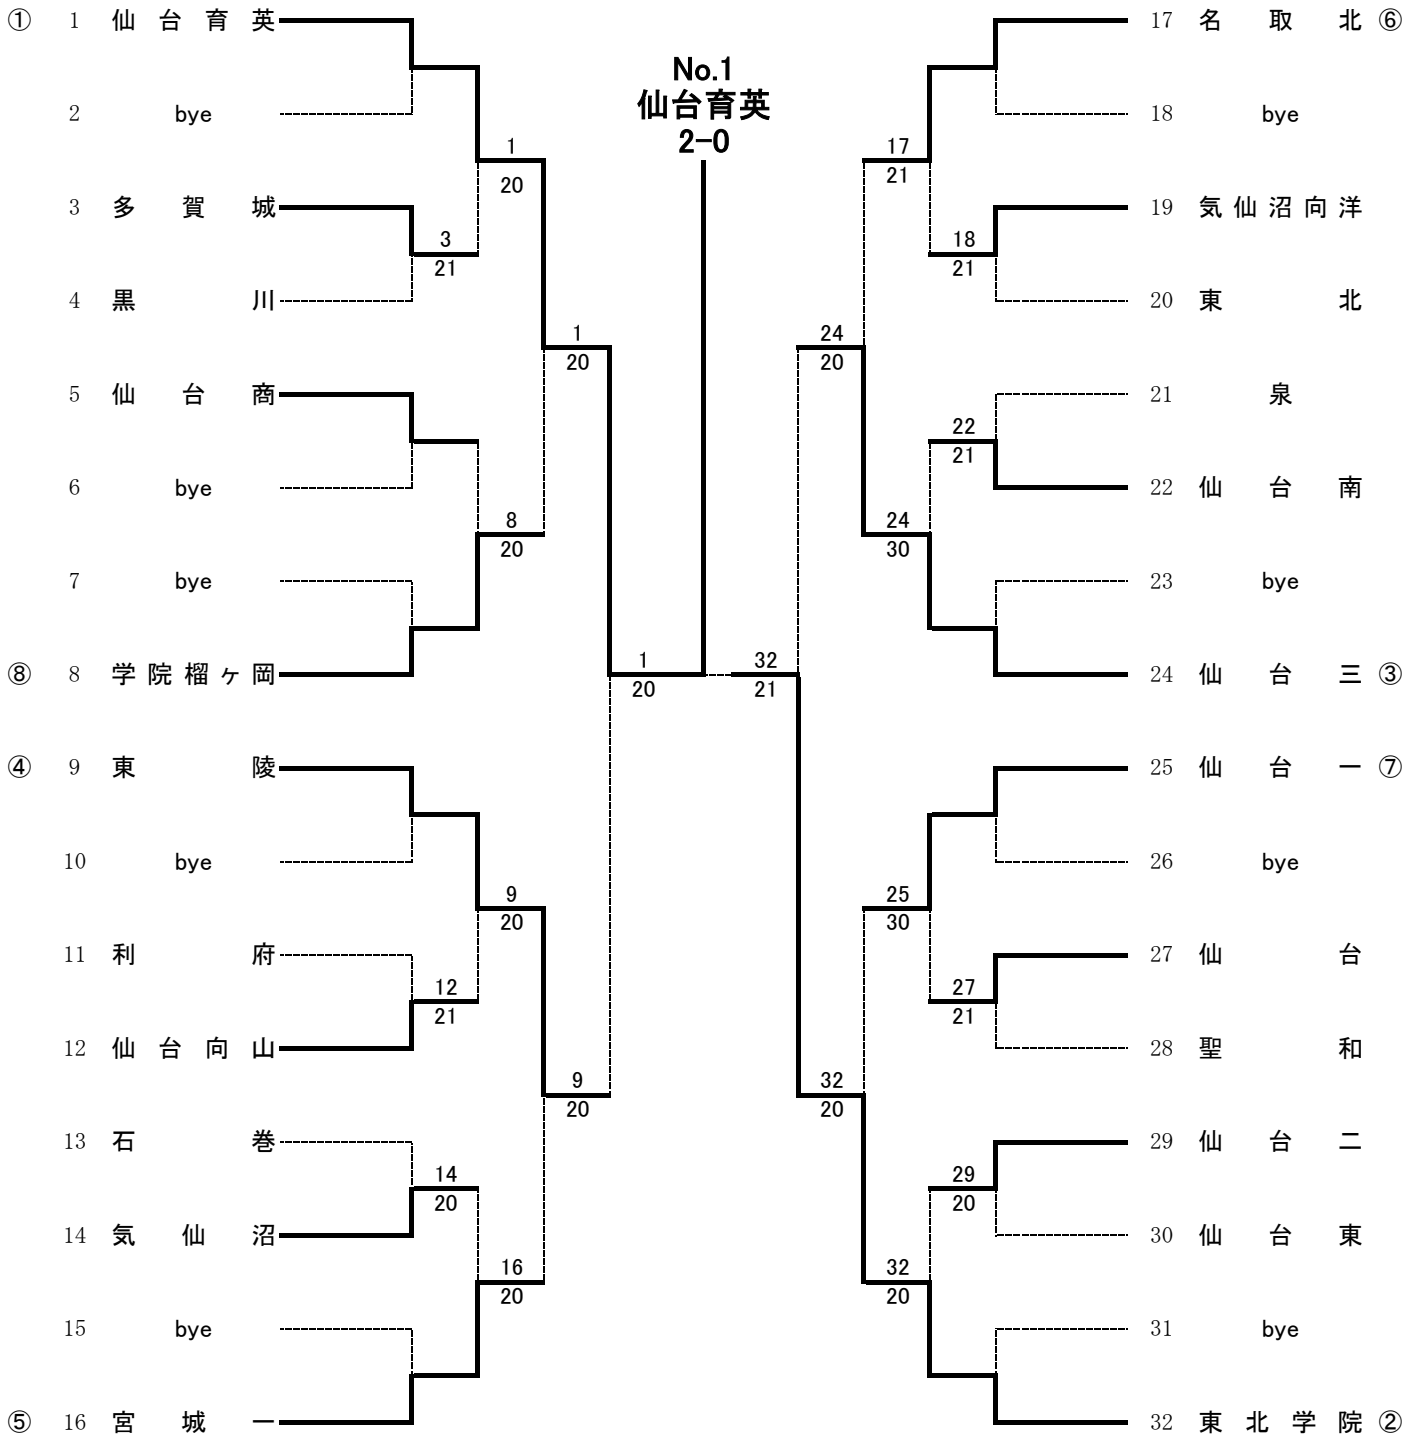 ① 1 仙台育英
2 bye
3 多賀城
4 黒川
5 仙台商
6 bye
7 bye
⑧ 8 学院榴ヶ岡
④ 9 東陵
10 bye
11 利府
12 仙台向山
13 石巻
14 気仙沼
15 bye
⑤ 16 宮城一
3
21
12
21
14
20
1
20
8
20
9
20
16
20
1
20
9
20
1
20
No.1
仙台育英
2-0
32
21
24
20
32
20
17
21
24
30
25
30
32
20
18
21
22
21
27
21
29
20
17 名取北 ⑥
18 bye
19 気仙沼向洋
20 東北
21 泉
22 仙台南
23 bye
24 仙台三 ③
25 仙台一 ⑦
26 bye
27 仙台
28 聖和
29 仙台二
30 仙台東
31 bye
32 東北学院 ②